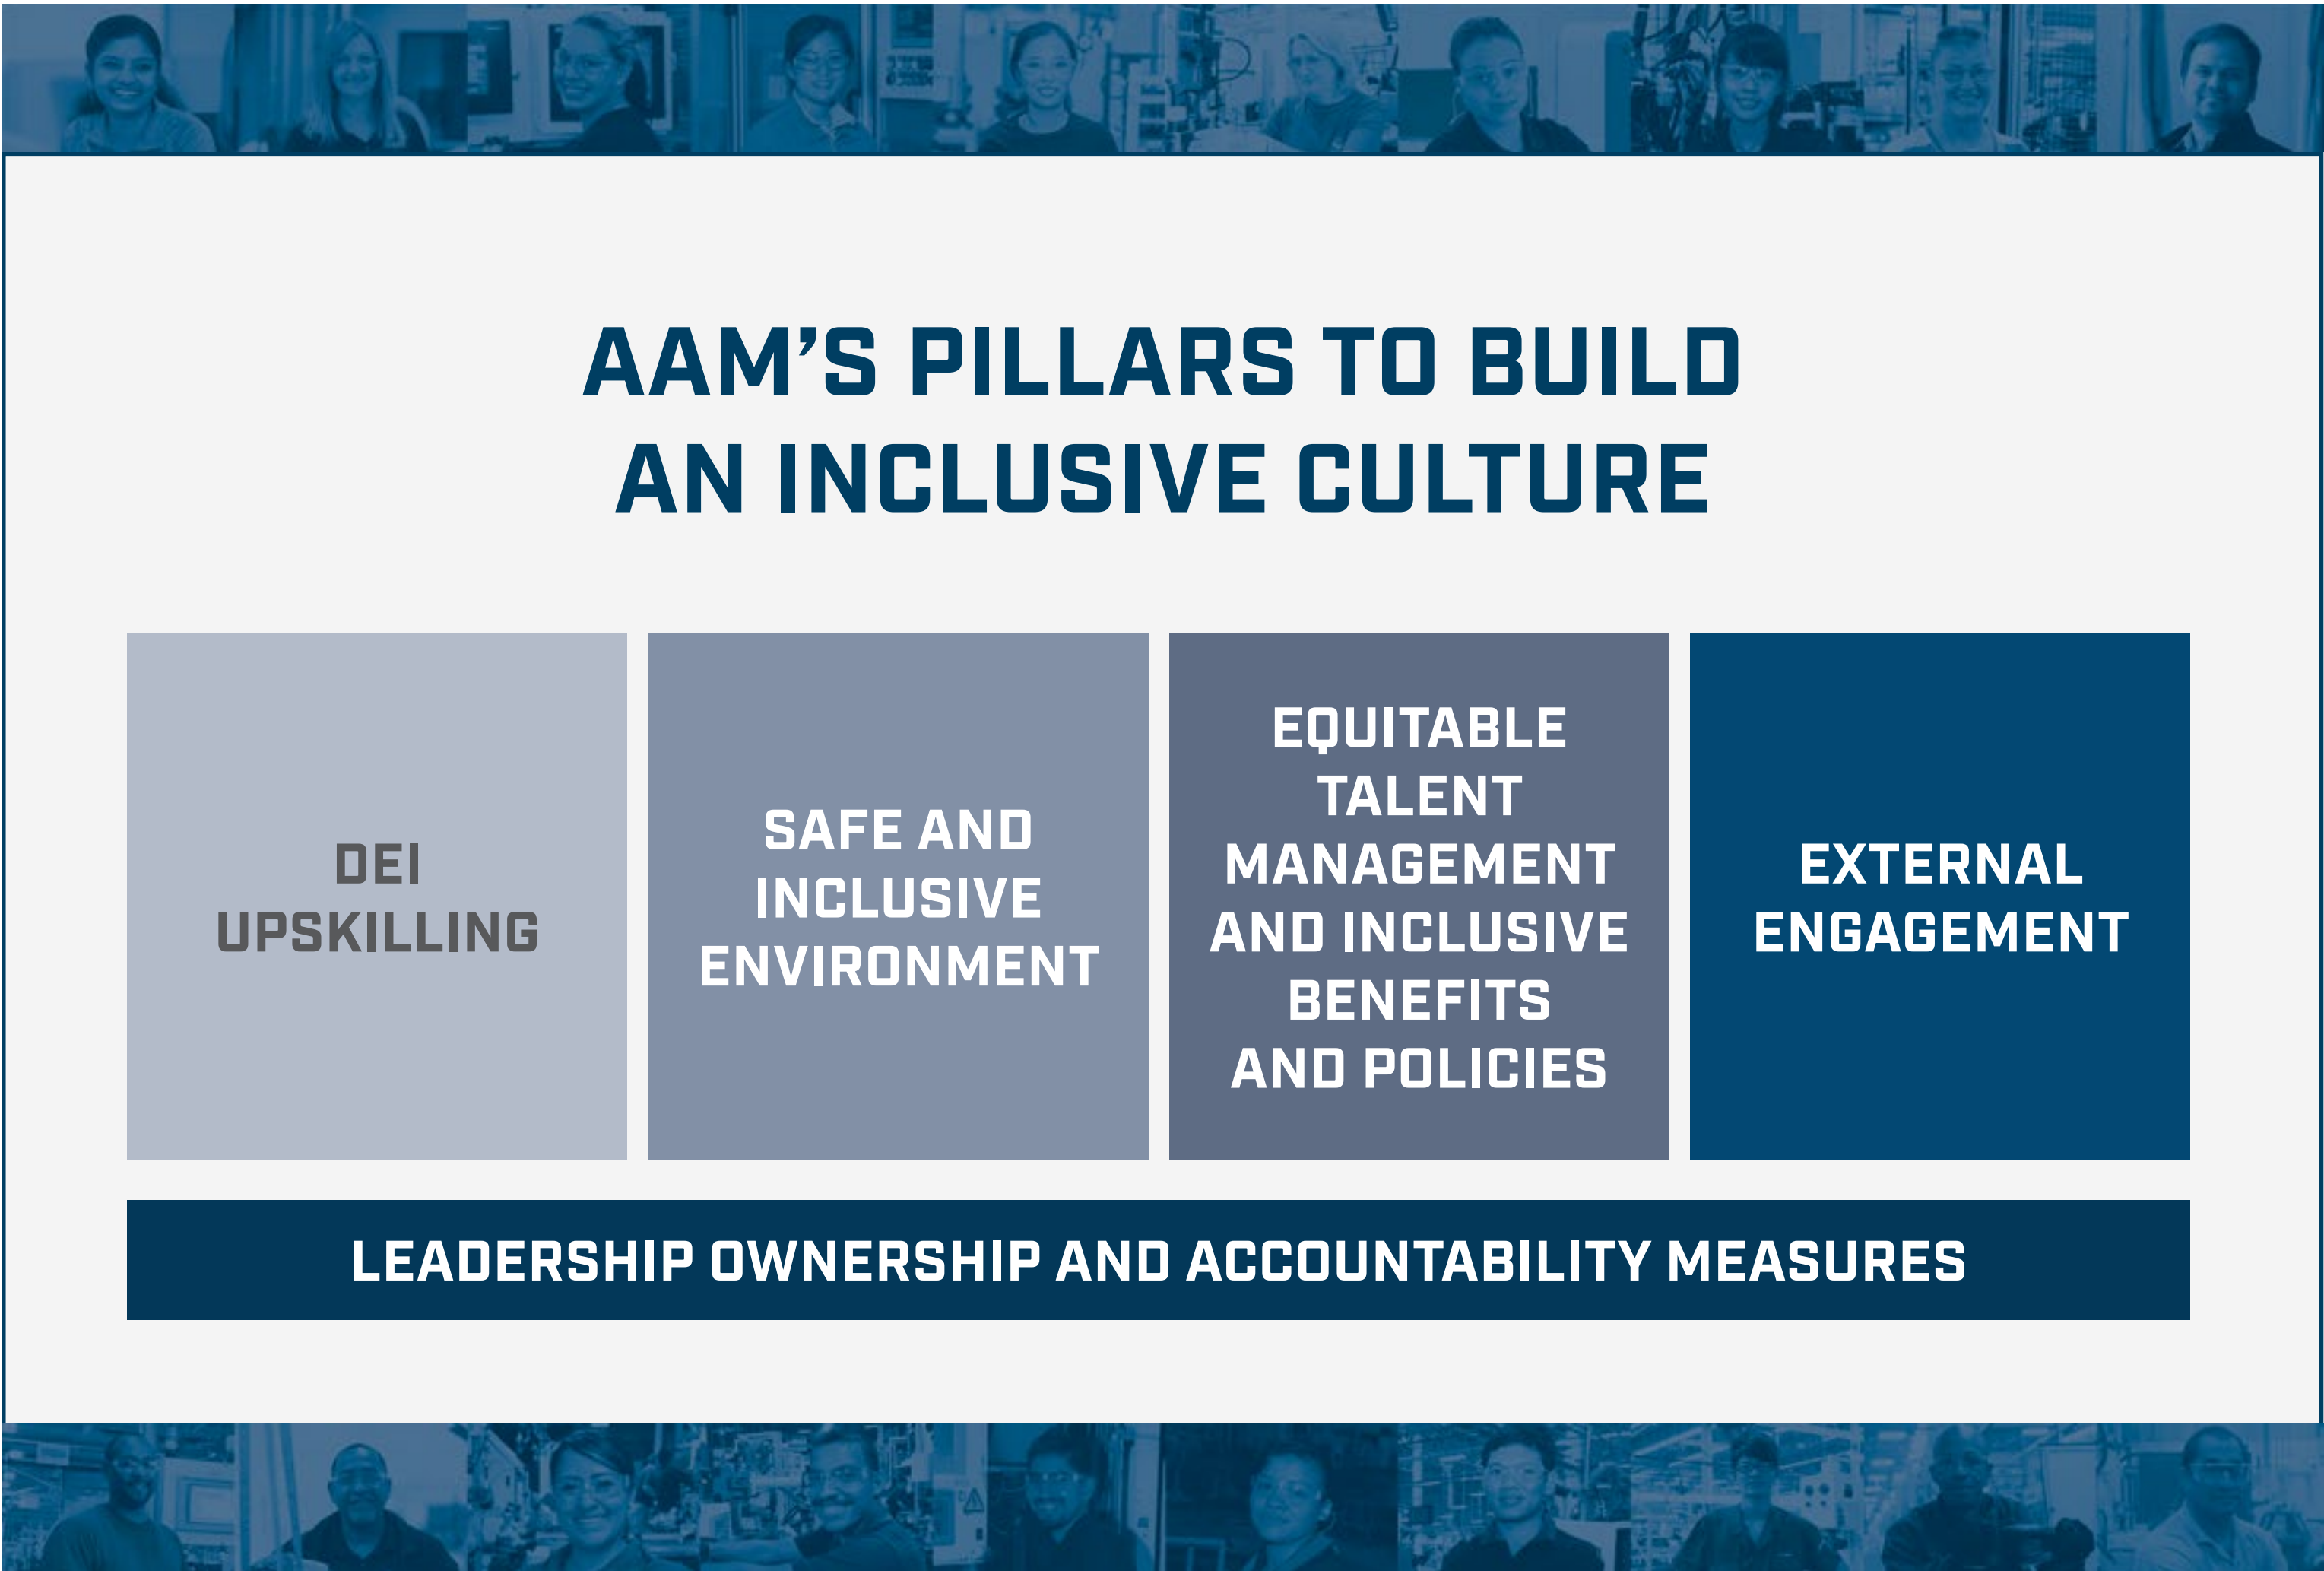 AAM’S PILLARS TO BUILD
AN INCLUSIVE CULTURE
DEI
UPSKILLING
SAFE AND
INCLUSIVE
ENVIRONMENT
EQUITABLE
TALENT
MANAGEMENT
AND INCLUSIVE
BENEFITS
AND POLICIES
EXTERNAL
ENGAGEMENT
LEADERSHIP OWNERSHIP AND ACCOUNTABILITY MEASURES